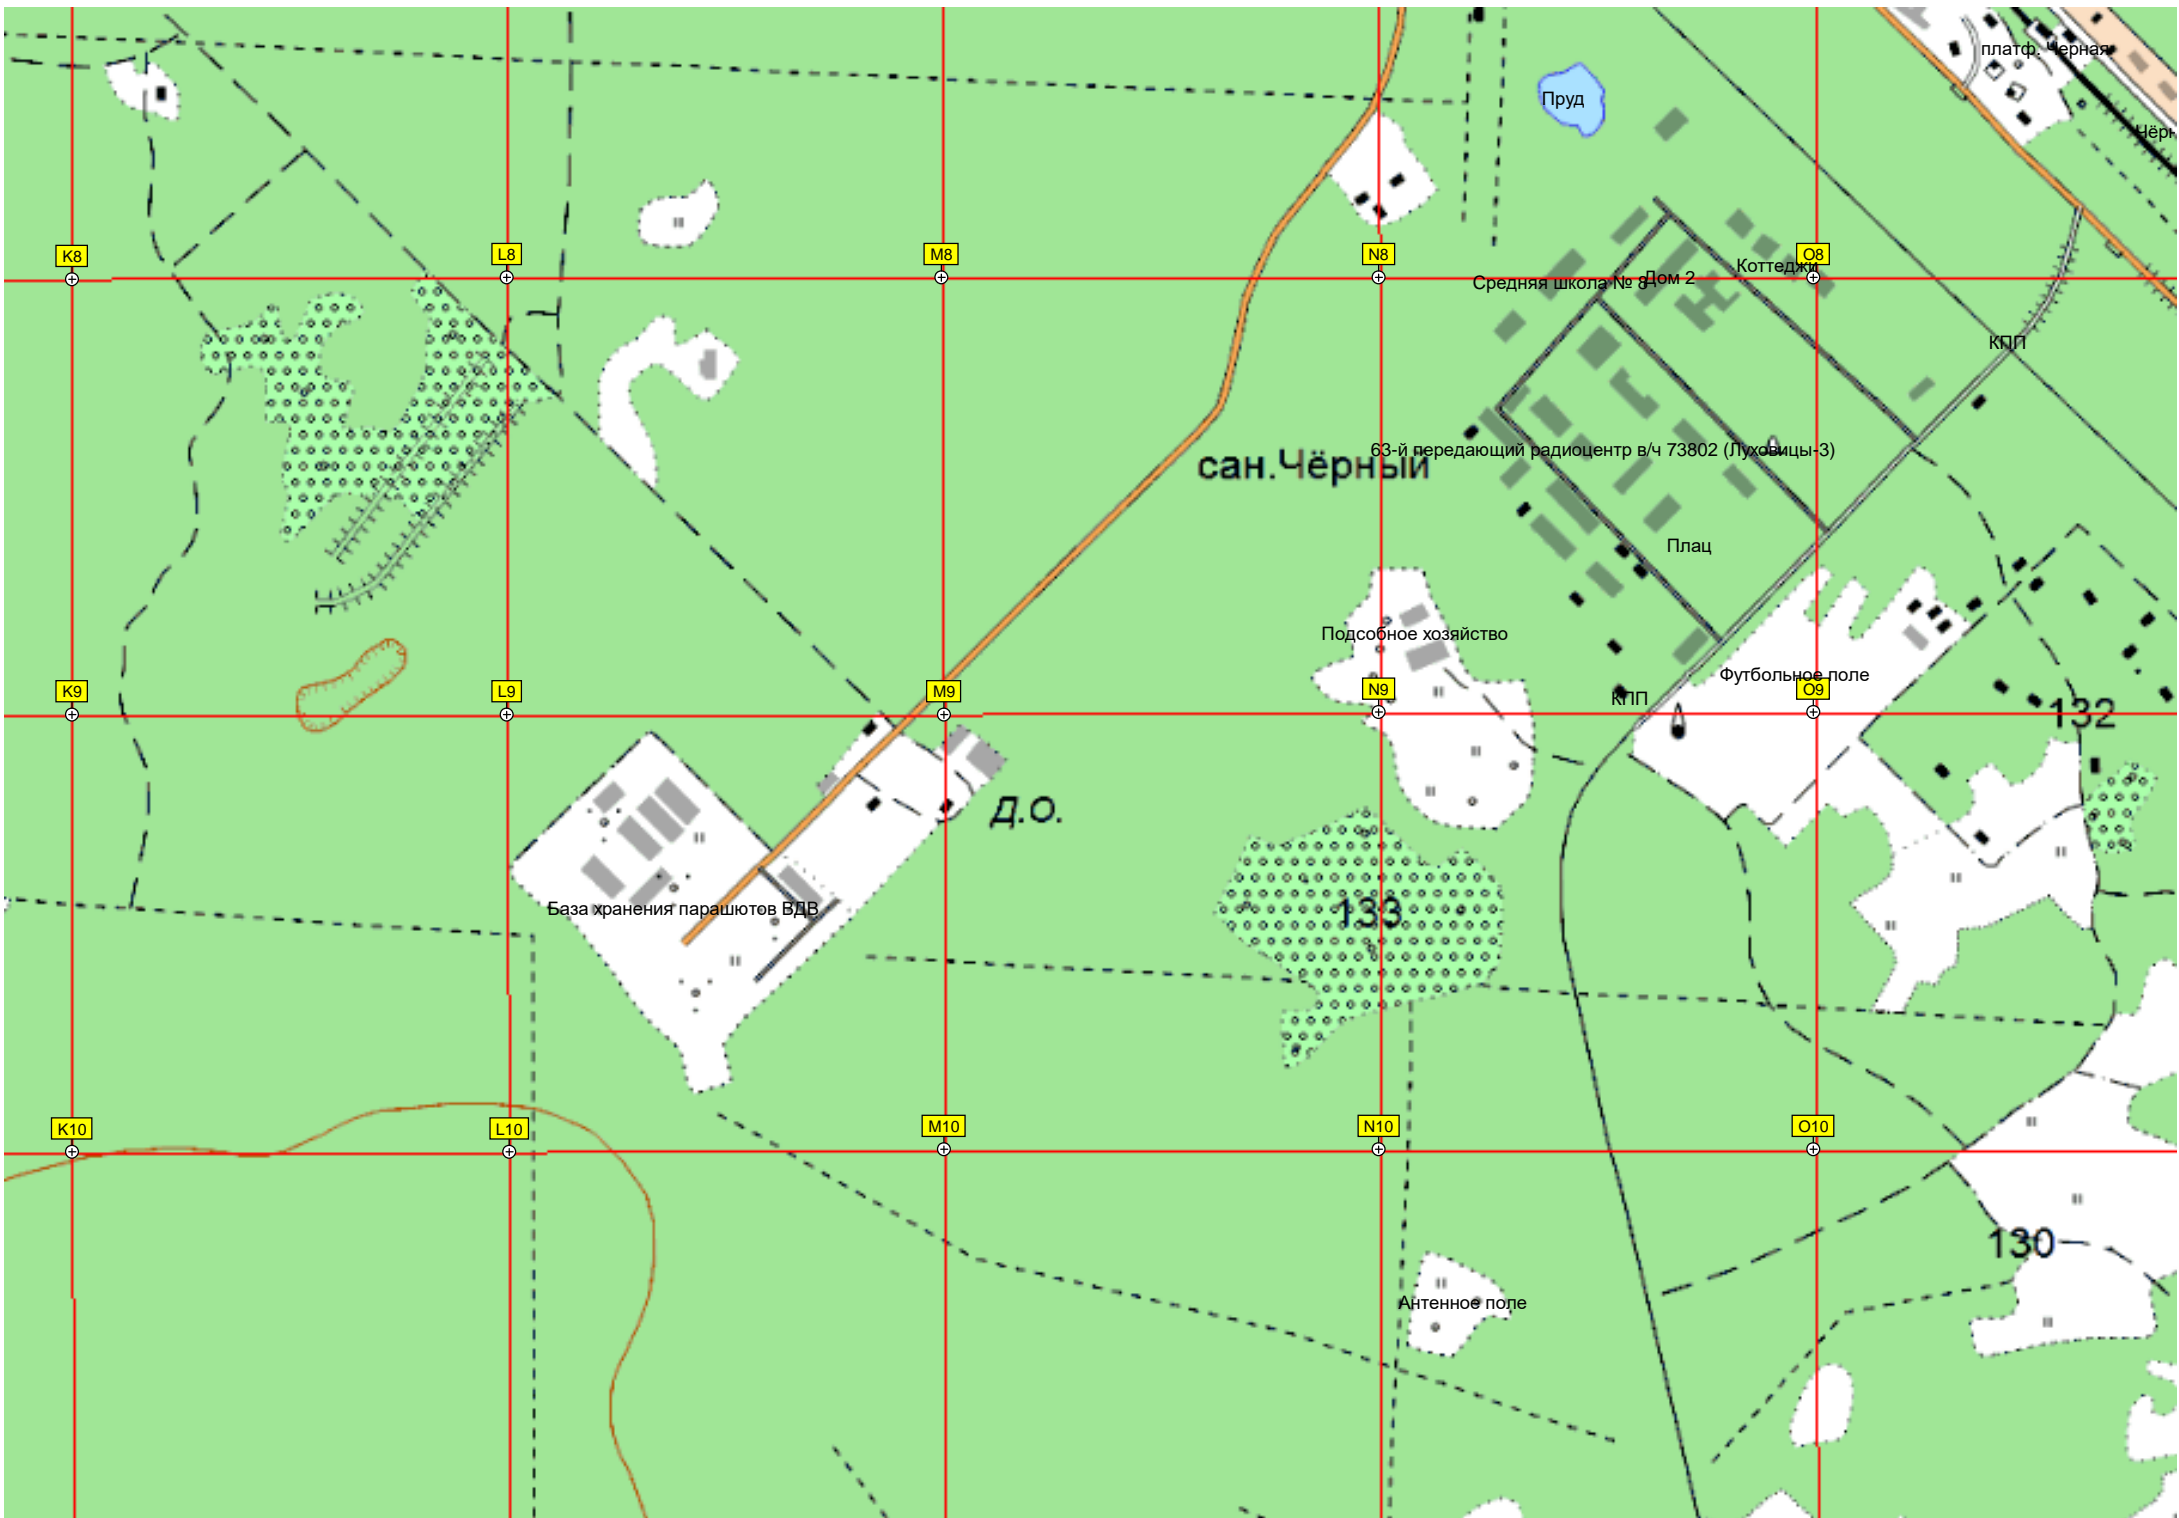 платф. Черная
Пруд
Чёрн
K8
L8
M8
N8
O8
Коттеджи
Средняя школа № 8
Дом 2
КПП
63-й передающий радиоцентр в/ч 73802 (Луховицы-3)
сан.Чёрный
Плац
Подсобное хозяйство
Футбольное поле
K9
L9
M9
N9
O9
КПП
132
Д.О.
База хранения парашютов ВДВ
133
K10
L10
M10
N10
O10
130
Антенное поле